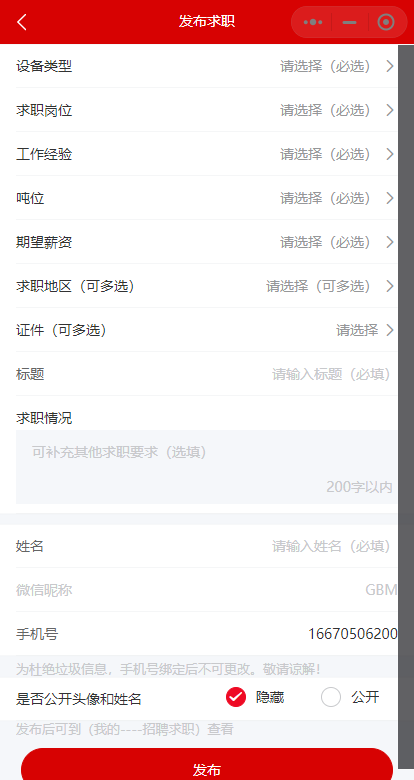 发布求职
设备类型 请选择（必选）
求职岗位 请选择（必选）
工作经验 请选择（必选）
吨位 请选择（必选）
期望薪资 请选择（必选）
求职地区（可多选） 请选择（可多选）
证件（可多选） 请选择
标题 请输入标题（必填）
求职情况
可补充其他求职要求（选填）
200字以内
姓名 请输入姓名（必填）
微信昵称 GBM
手机号 16670506200
为杜绝垃圾信息，手机号绑定后不可更改。敬请谅解！
是否公开头像和姓名 隐藏 公开
发布后可到（我的----招聘求职）查看
发布